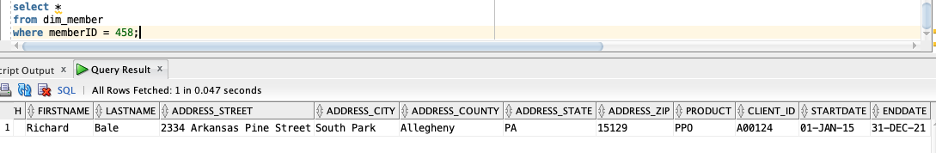 select *
from dim_member
where memberID = 458;
cript Output x Query Result x
SQL | All Rows Fetched: 1 in 0.047 seconds
H FIRSTNAME LASTNAME ADDRESS_STREET ADDRESS_CITY ADDRESS_COUNTY ADDRESS_STATE ADDRESS_ZIP PRODUCT CLIENT_ID STARTDATE ENDDATE
1 Richard Bale 2334 Arkansas Pine Street South Park Allegheny PA 15129 PPO A00124 01-JAN-15 31-DEC-21